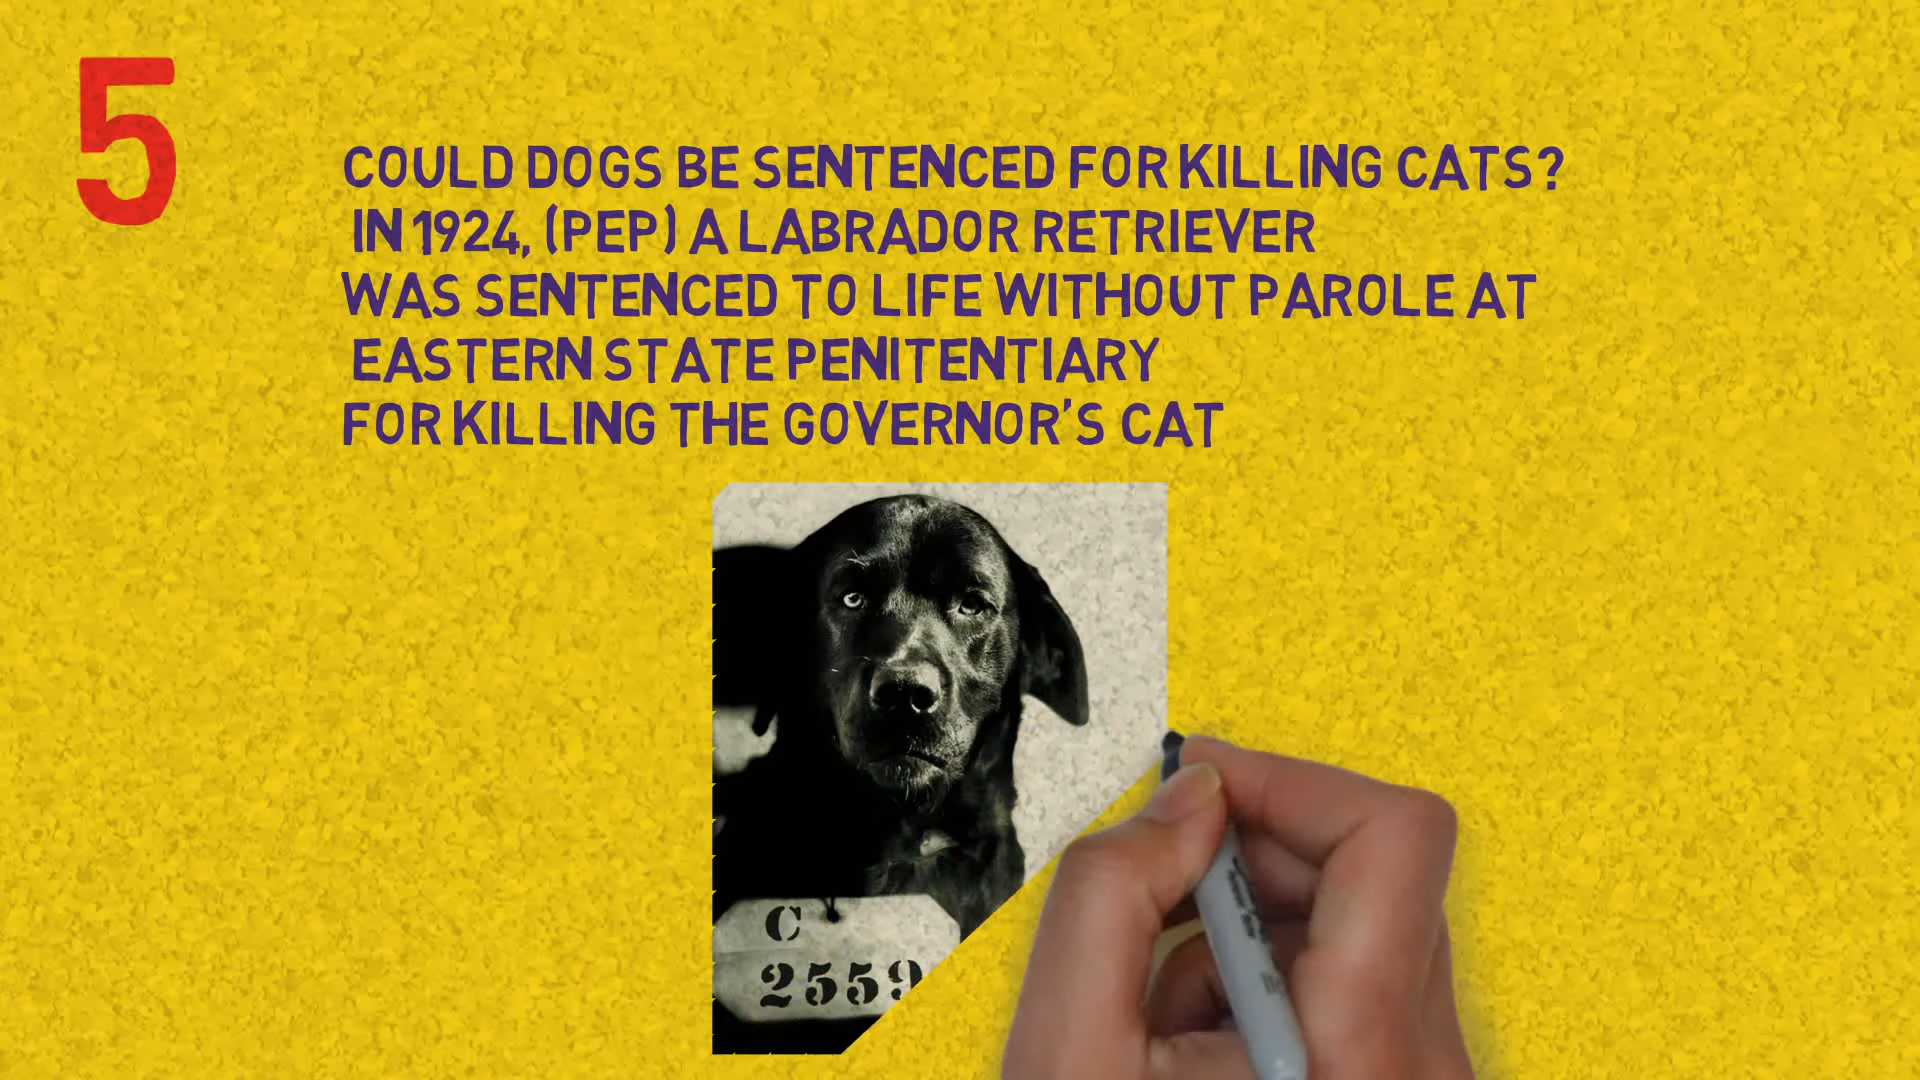 5
COULD DOGS BE SENTENCED FOR KILLING CATS?
IN 1924, (PEP) A LABRADOR RETRIEVER
WAS SENTENCED TO LIFE WITHOUT PAROLE AT
EASTERN STATE PENITENTIARY
FOR KILLING THE GOVERNOR'S CAT
C
2559